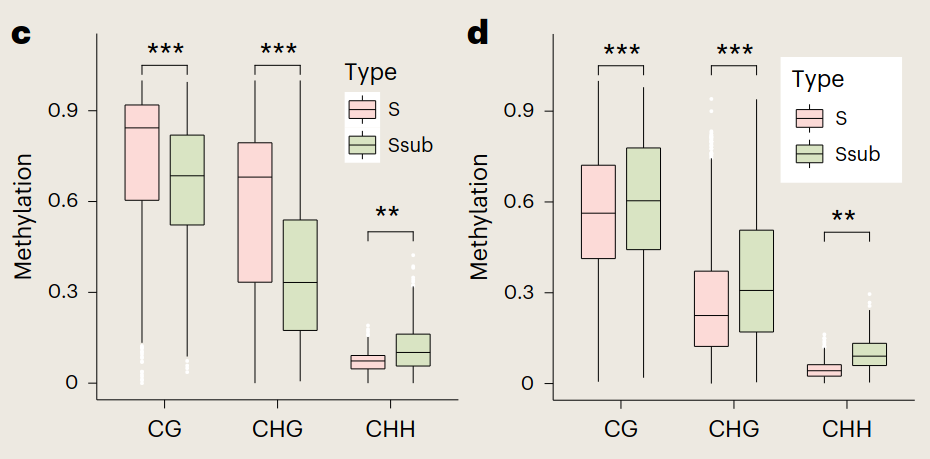 c
***
***
Type
S
Ssub
**
0.9
0.6
0.3
0
Methylation
CG
CHG
CHH
d
***
***
Type
S
Ssub
**
0.9
0.6
0.3
0
Methylation
CG
CHG
CHH